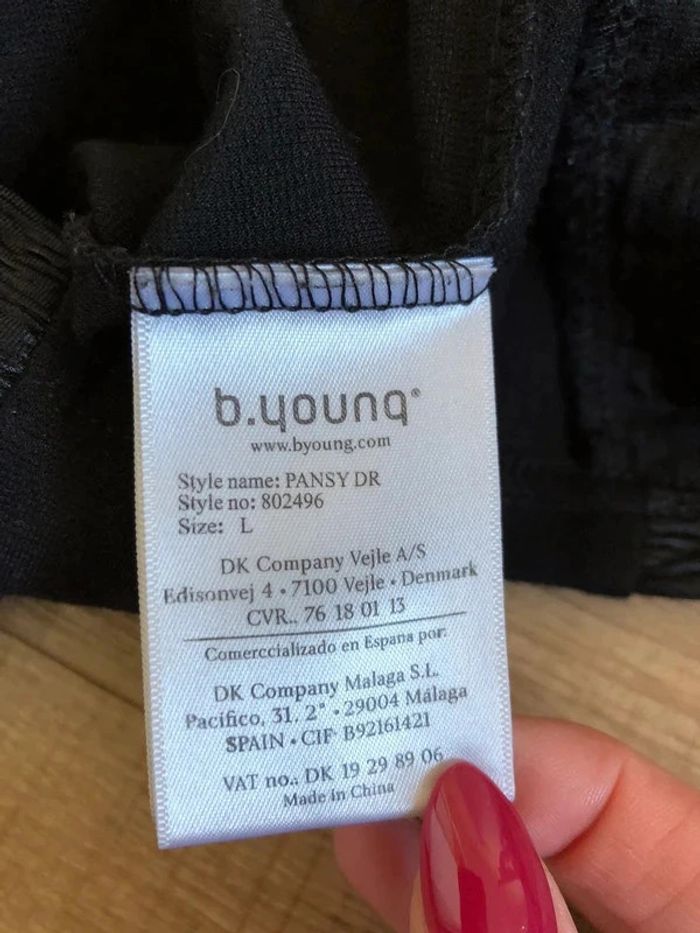 b.young®
www.byoung.com
Style name: PANSY DR
Style no: 802496
Size: L
DK Company Vejle A/S
Edisonvej 4 • 7100 Vejle • Denmark
CVR.. 76 18 01 13
Comerccializado en Espana por:
DK Company Malaga S.L.
Pacifico, 31, 2° • 29004 Málaga
SPAIN • CIF B92161421
VAT no.: DK 19 29 89 06
Made in China